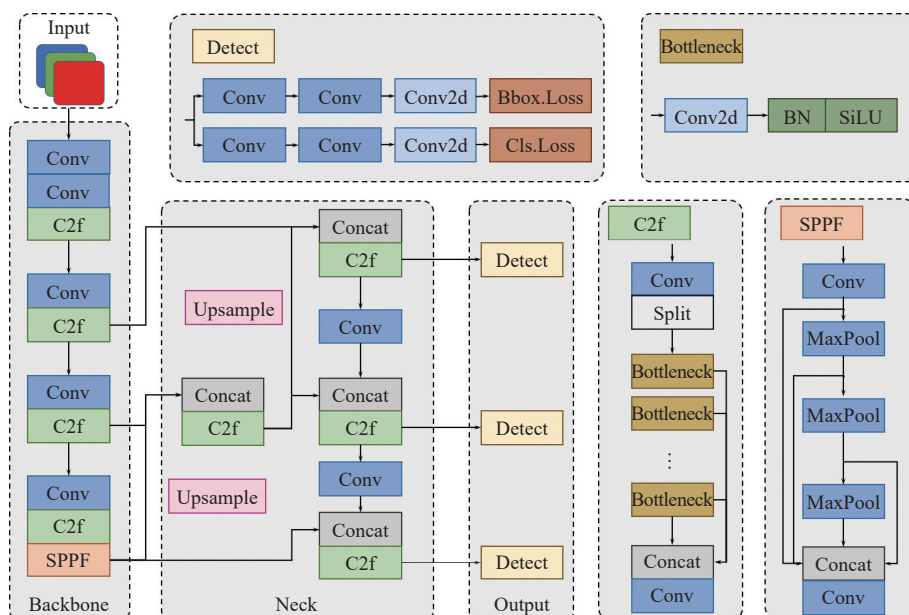 Input
Conv
Conv
C2f
Conv
C2f
Conv
C2f
Conv
C2f
SPPF
Backbone
Detect
Conv
Conv
Conv2d
Bbox.Loss
Conv
Conv
Conv2d
Cls.Loss
Bottleneck
Conv2d
BN
SiLU
Concat
C2f
Upsample
Conv
Concat
C2f
Concat
C2f
Upsample
Conv
Concat
C2f
Neck
Detect
Detect
Detect
Output
C2f
Conv
Split
Bottleneck
Bottleneck
⋮
Bottleneck
Concat
Conv
SPPF
Conv
MaxPool
MaxPool
MaxPool
Concat
Conv